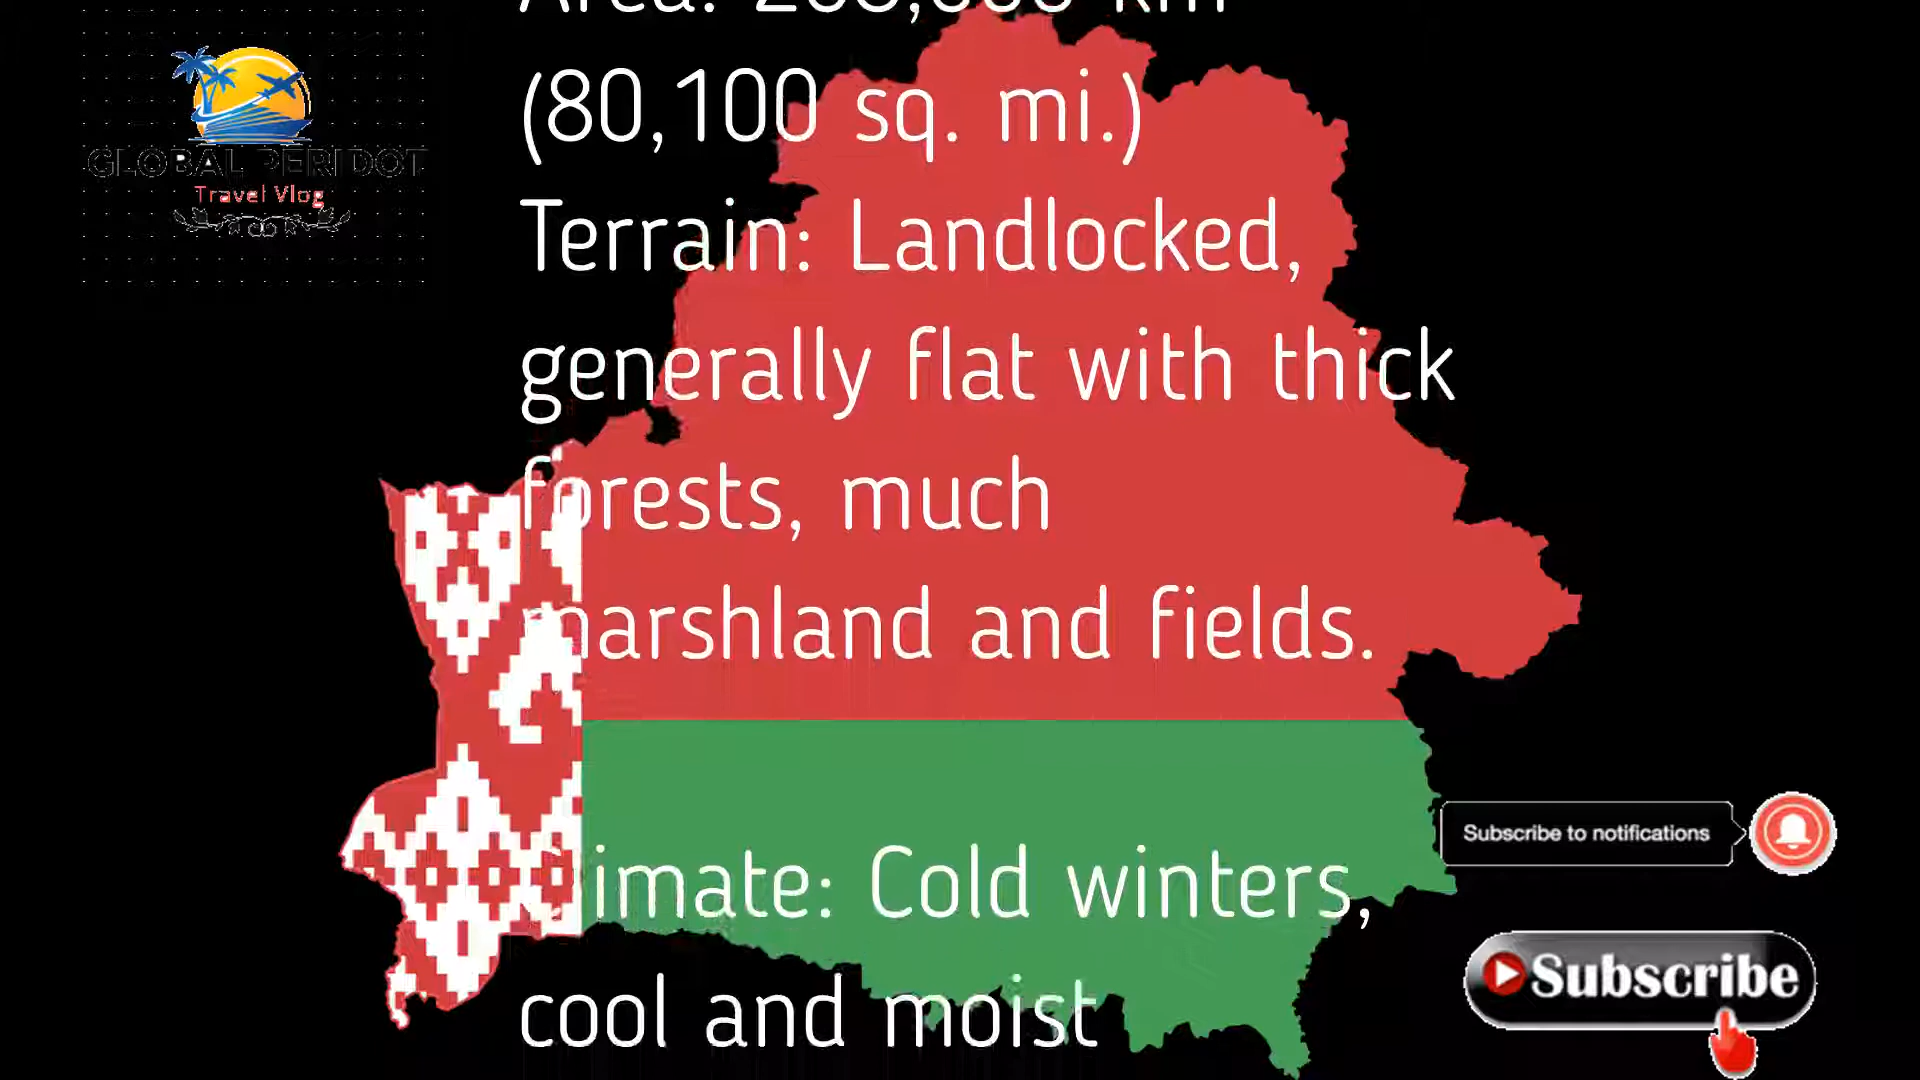 GLOBAL PERIDOT
Travel Vlog
(80,100 sq. mi.)
Terrain: Landlocked,
generally flat with thick
forests, much
marshland and fields.
Climate: Cold winters,
cool and moist
Subscribe to notifications
Subscribe